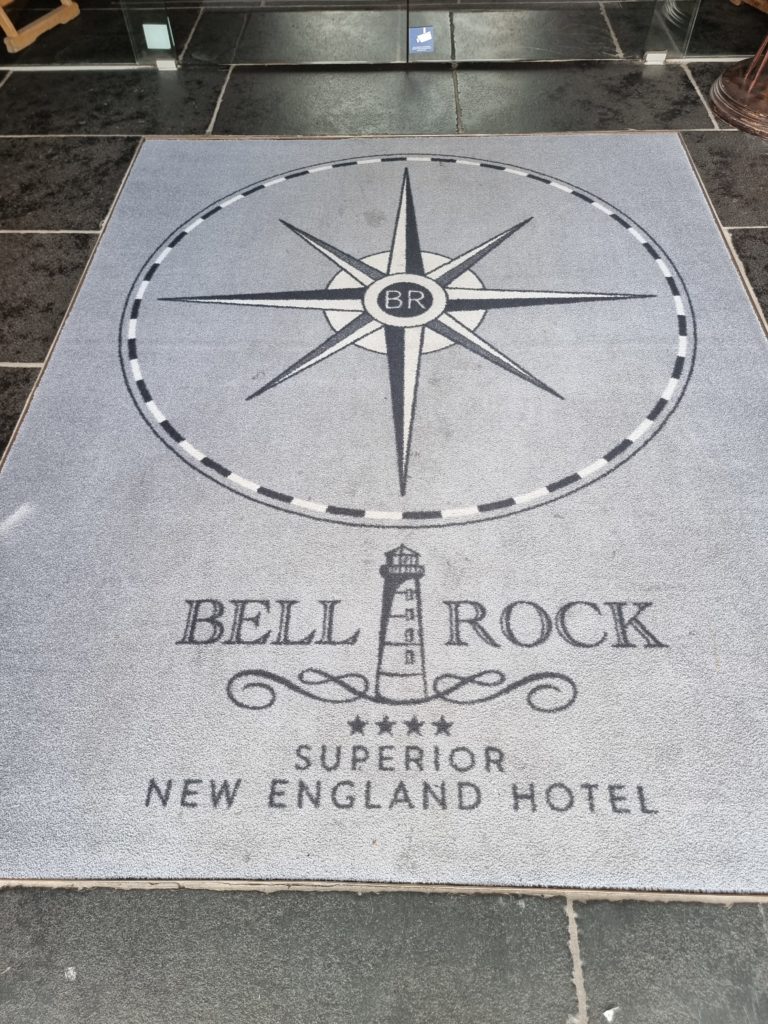 BR
BELL ROCK
SUPERIOR
NEW ENGLAND HOTEL